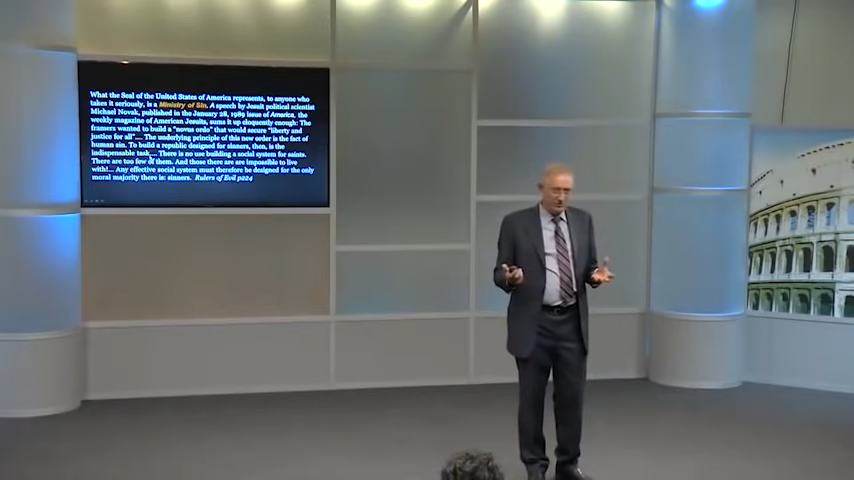 What the Seal of the United States of America represents, to anyone who
takes it seriously, is a Ministry of Sin. A speech by Jesuit political scientist
Michael Novak, published in the January 28, 1989 issue of America, the
weekly magazine of American Jesuits, sums it up eloquently enough: The
framers wanted to build a "novus ordo" that would secure "liberty and
justice for all".... The underlying principle of this new order is the fact of
human sin. To build a republic designed for sinners, then, is the
indispensable task.... There is no use building a social system for saints.
There are too few of them. And those there are are impossible to live
with!... Any effective social system must therefore be designed for the only
moral majority there is: sinners. Rulers of Evil p224